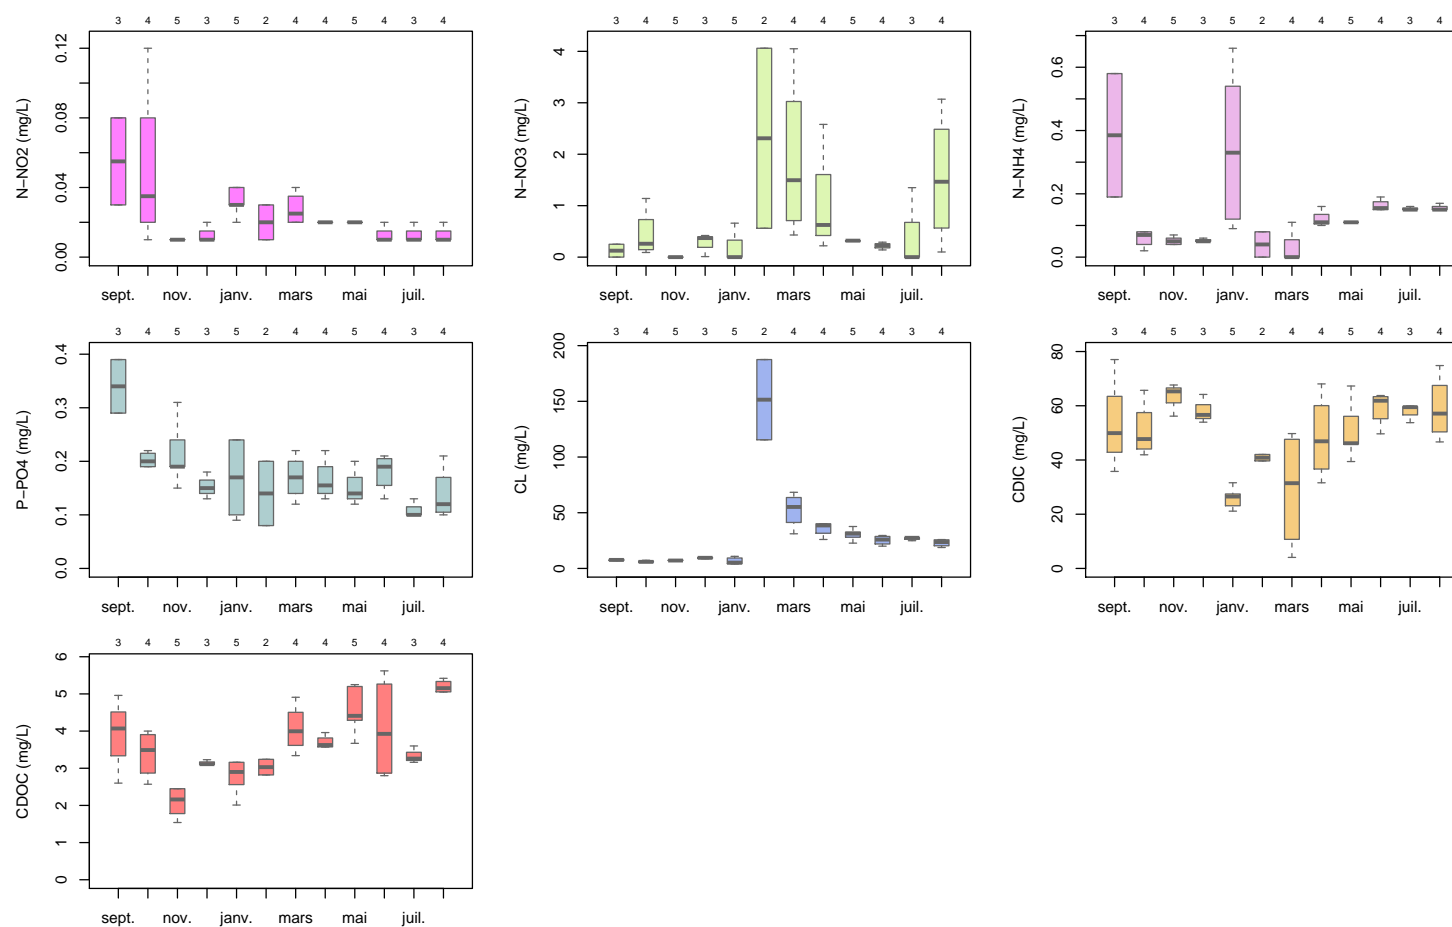 3 4 5 3 5 2 4 4 5 4 3 4
N−NO2 (mg/L)
0.00 0.04 0.08 0.12
sept. nov. janv. mars mai juil.
3 4 5 3 5 2 4 4 5 4 3 4
N−NO3 (mg/L)
0 1 2 3 4
sept. nov. janv. mars mai juil.
3 4 5 3 5 2 4 4 5 4 3 4
N−NH4 (mg/L)
0.0 0.2 0.4 0.6
sept. nov. janv. mars mai juil.
3 4 5 3 5 2 4 4 5 4 3 4
P−PO4 (mg/L)
0.0 0.1 0.2 0.3 0.4
sept. nov. janv. mars mai juil.
3 4 5 3 5 2 4 4 5 4 3 4
CL (mg/L)
0 50 100 150 200
sept. nov. janv. mars mai juil.
3 4 5 3 5 2 4 4 5 4 3 4
CDIC (mg/L)
0 20 40 60 80
sept. nov. janv. mars mai juil.
3 4 5 3 5 2 4 4 5 4 3 4
CDOC (mg/L)
0 1 2 3 4 5 6
sept. nov. janv. mars mai juil.